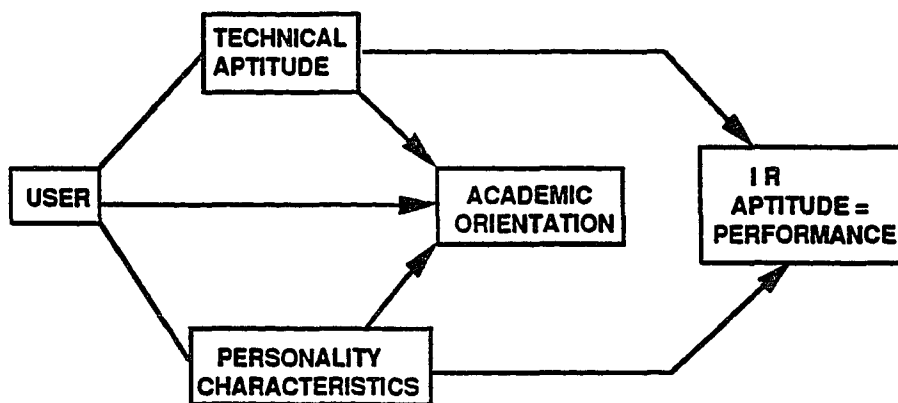 TECHNICAL
APTITUDE
USER
ACADEMIC
ORIENTATION
I R
APTITUDE =
PERFORMANCE
PERSONALITY
CHARACTERISTICS